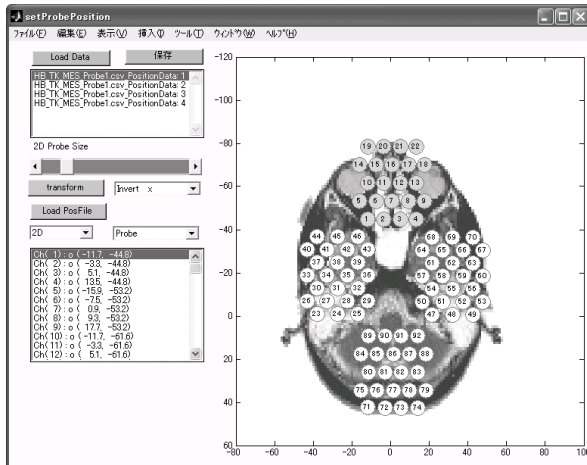 setProbePosition
ファイル(F) 編集(E) 表示(V) 挿入(I) ツール(T) ウィンドウ(W) ヘルプ(H)
Load Data 保存
HB_TK_MES_Probe1.csv_PositionData: 1
HB_TK_MES_Probe1.csv_PositionData: 2
HB_TK_MES_Probe1.csv_PositionData: 3
HB_TK_MES_Probe1.csv_PositionData: 4
2D Probe Size
transform Invert x
Load PosFile
2D Probe
Ch( 1) : o ( -11.7, -44.8)
Ch( 2) : o ( -3.3, -44.8)
Ch( 3) : o ( 5.1, -44.8)
Ch( 4) : o ( 13.5, -44.8)
Ch( 5) : o ( -15.9, -53.2)
Ch( 6) : o ( -7.5, -53.2)
Ch( 7) : o ( 0.9, -53.2)
Ch( 8) : o ( 9.3, -53.2)
Ch( 9) : o ( 17.7, -53.2)
Ch(10) : o ( -11.7, -61.6)
Ch(11) : o ( -3.3, -61.6)
Ch(12) : o ( 5.1, -61.6)
-120
-100
-80
-60
-40
-20
0
20
40
60
-80 -60 -40 -20 0 20 40 60 80 100
19 20 21 22
14 15 16 17 18
10 11 12 13
5 6 7 8 9
1 2 3 4
44 45 46 68 69 70
40 41 42 43 64 65 66 67
37 38 39 61 62 63
33 34 35 36 57 58 59 60
30 31 32 54 55 56
26 27 28 29 50 51 52 53
23 24 25 47 48 49
89 90 91 92
84 85 86 87 88
80 81 82 83
75 76 77 78 79
71 72 73 74